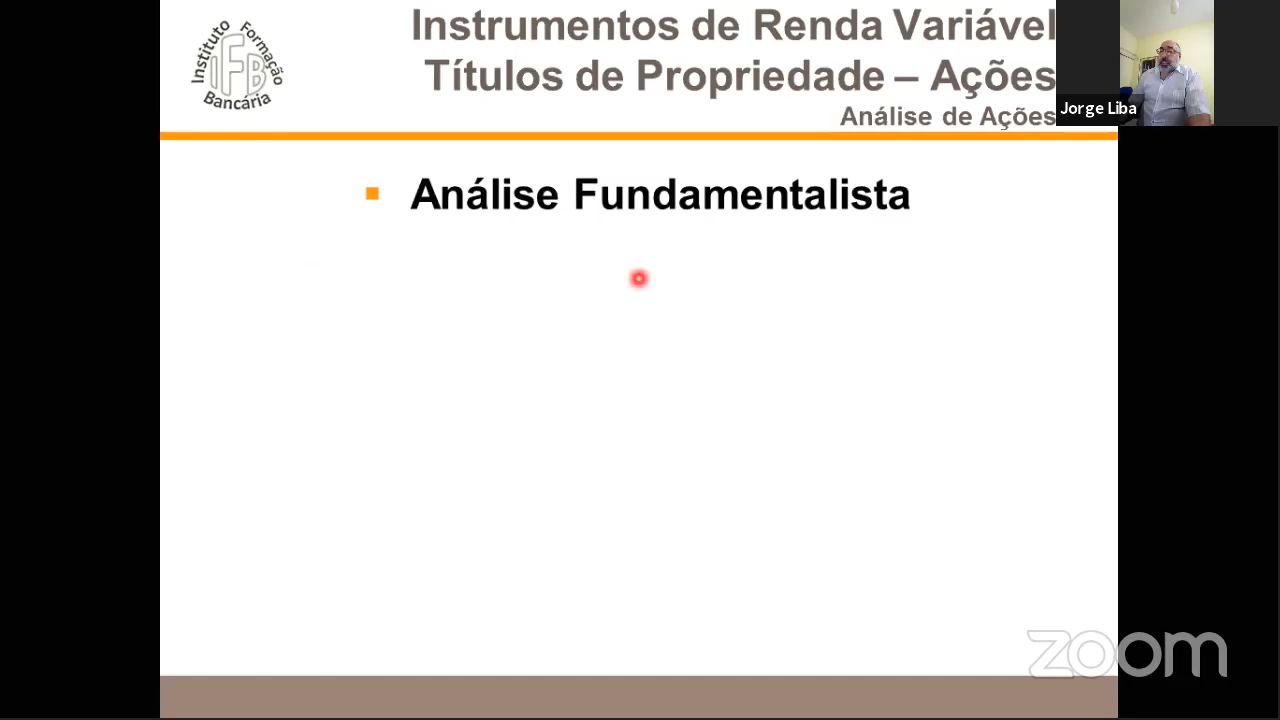 Instituto Formação
IFB
Bancária
Instrumentos de Renda Variável
Títulos de Propriedade – Ações
Análise de Ações
Jorge Liba
Análise Fundamentalista
zoom